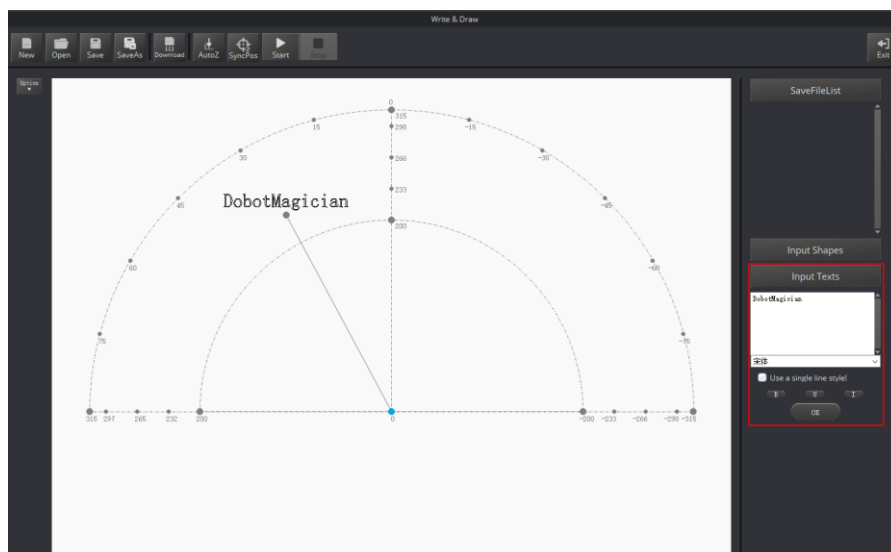 Write & Draw
New Open Save SaveAs Download AutoZ SyncPos Start Stop Exit
Option
SaveFileList
0
315
15 298 -15
30 266 -30
233
45 -45
DobotMagician
200
60 -60
75 -75
315 297 265 232 200 0 -200 -233 -266 -298 -315
Input Shapes
Input Texts
DobotMagician
宋体
Use a single line style!
B U I
OK